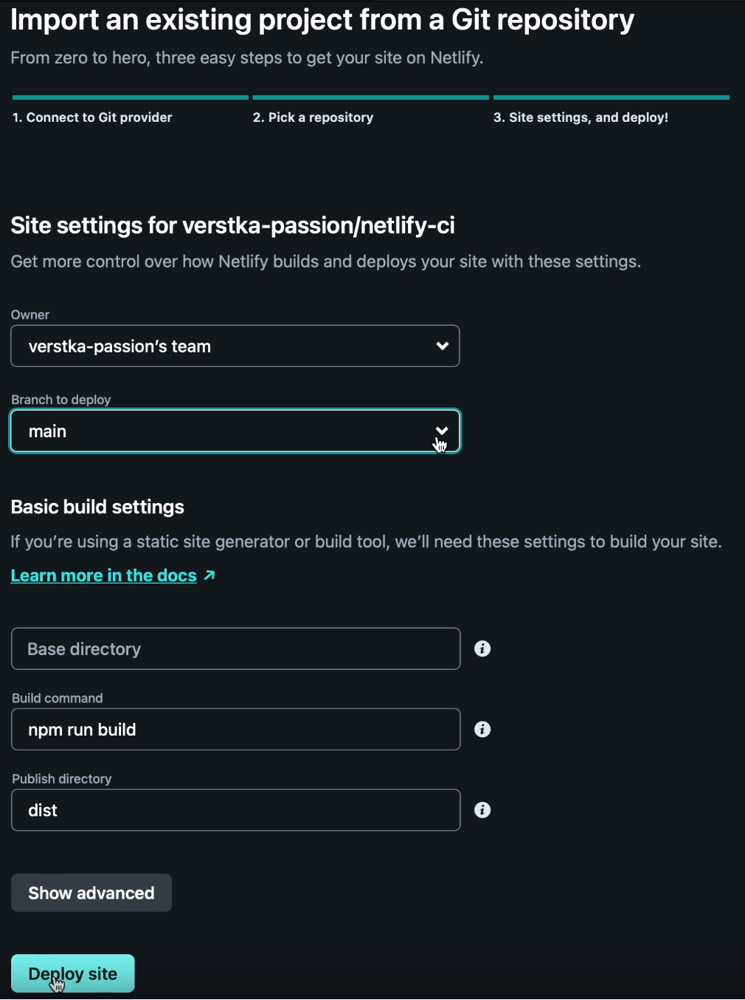 Import an existing project from a Git repository
From zero to hero, three easy steps to get your site on Netlify.
1. Connect to Git provider
2. Pick a repository
3. Site settings, and deploy!
Site settings for verstka-passion/netlify-ci
Get more control over how Netlify builds and deploys your site with these settings.
Owner
verstka-passion’s team
Branch to deploy
main
Basic build settings
If you’re using a static site generator or build tool, we’ll need these settings to build your site.
Learn more in the docs ↗
Base directory
Build command
npm run build
Publish directory
dist
Show advanced
Deploy site